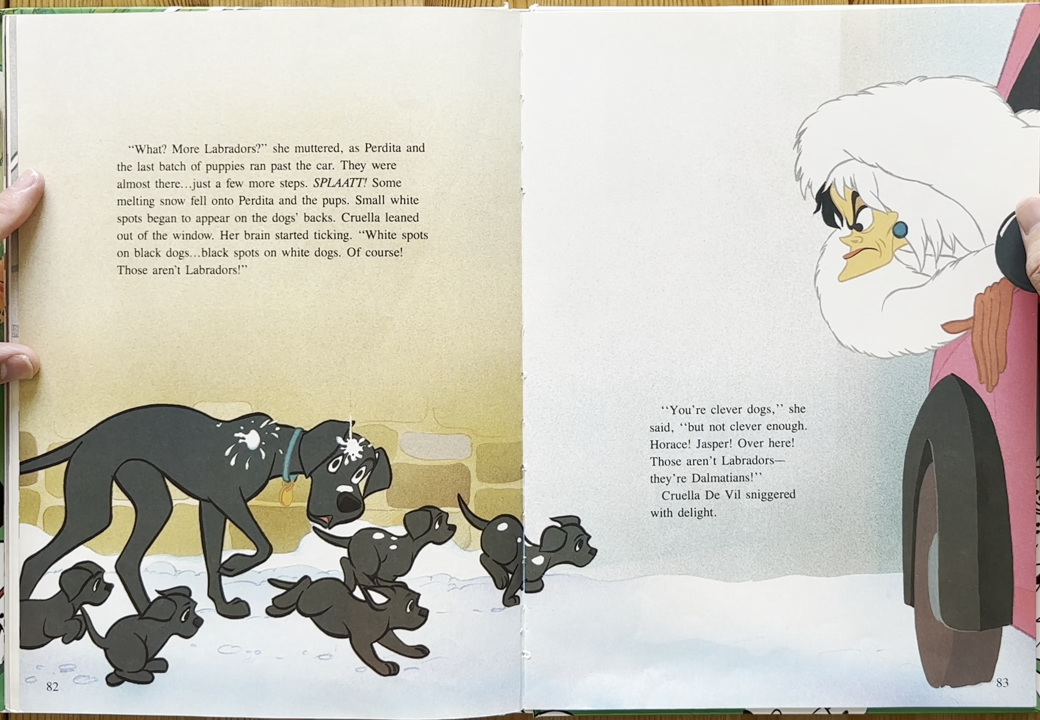 “What? More Labradors?” she muttered, as Perdita and
the last batch of puppies ran past the car. They were
almost there...just a few more steps. SPLAATT! Some
melting snow fell onto Perdita and the pups. Small white
spots began to appear on the dogs’ backs. Cruella leaned
out of the window. Her brain started ticking. “White spots
on black dogs...black spots on white dogs. Of course!
Those aren’t Labradors!”
82
“You’re clever dogs,” she
said, “but not clever enough.
Horace! Jasper! Over here!
Those aren’t Labradors—
they’re Dalmatians!”
Cruella De Vil sniggered
with delight.
83